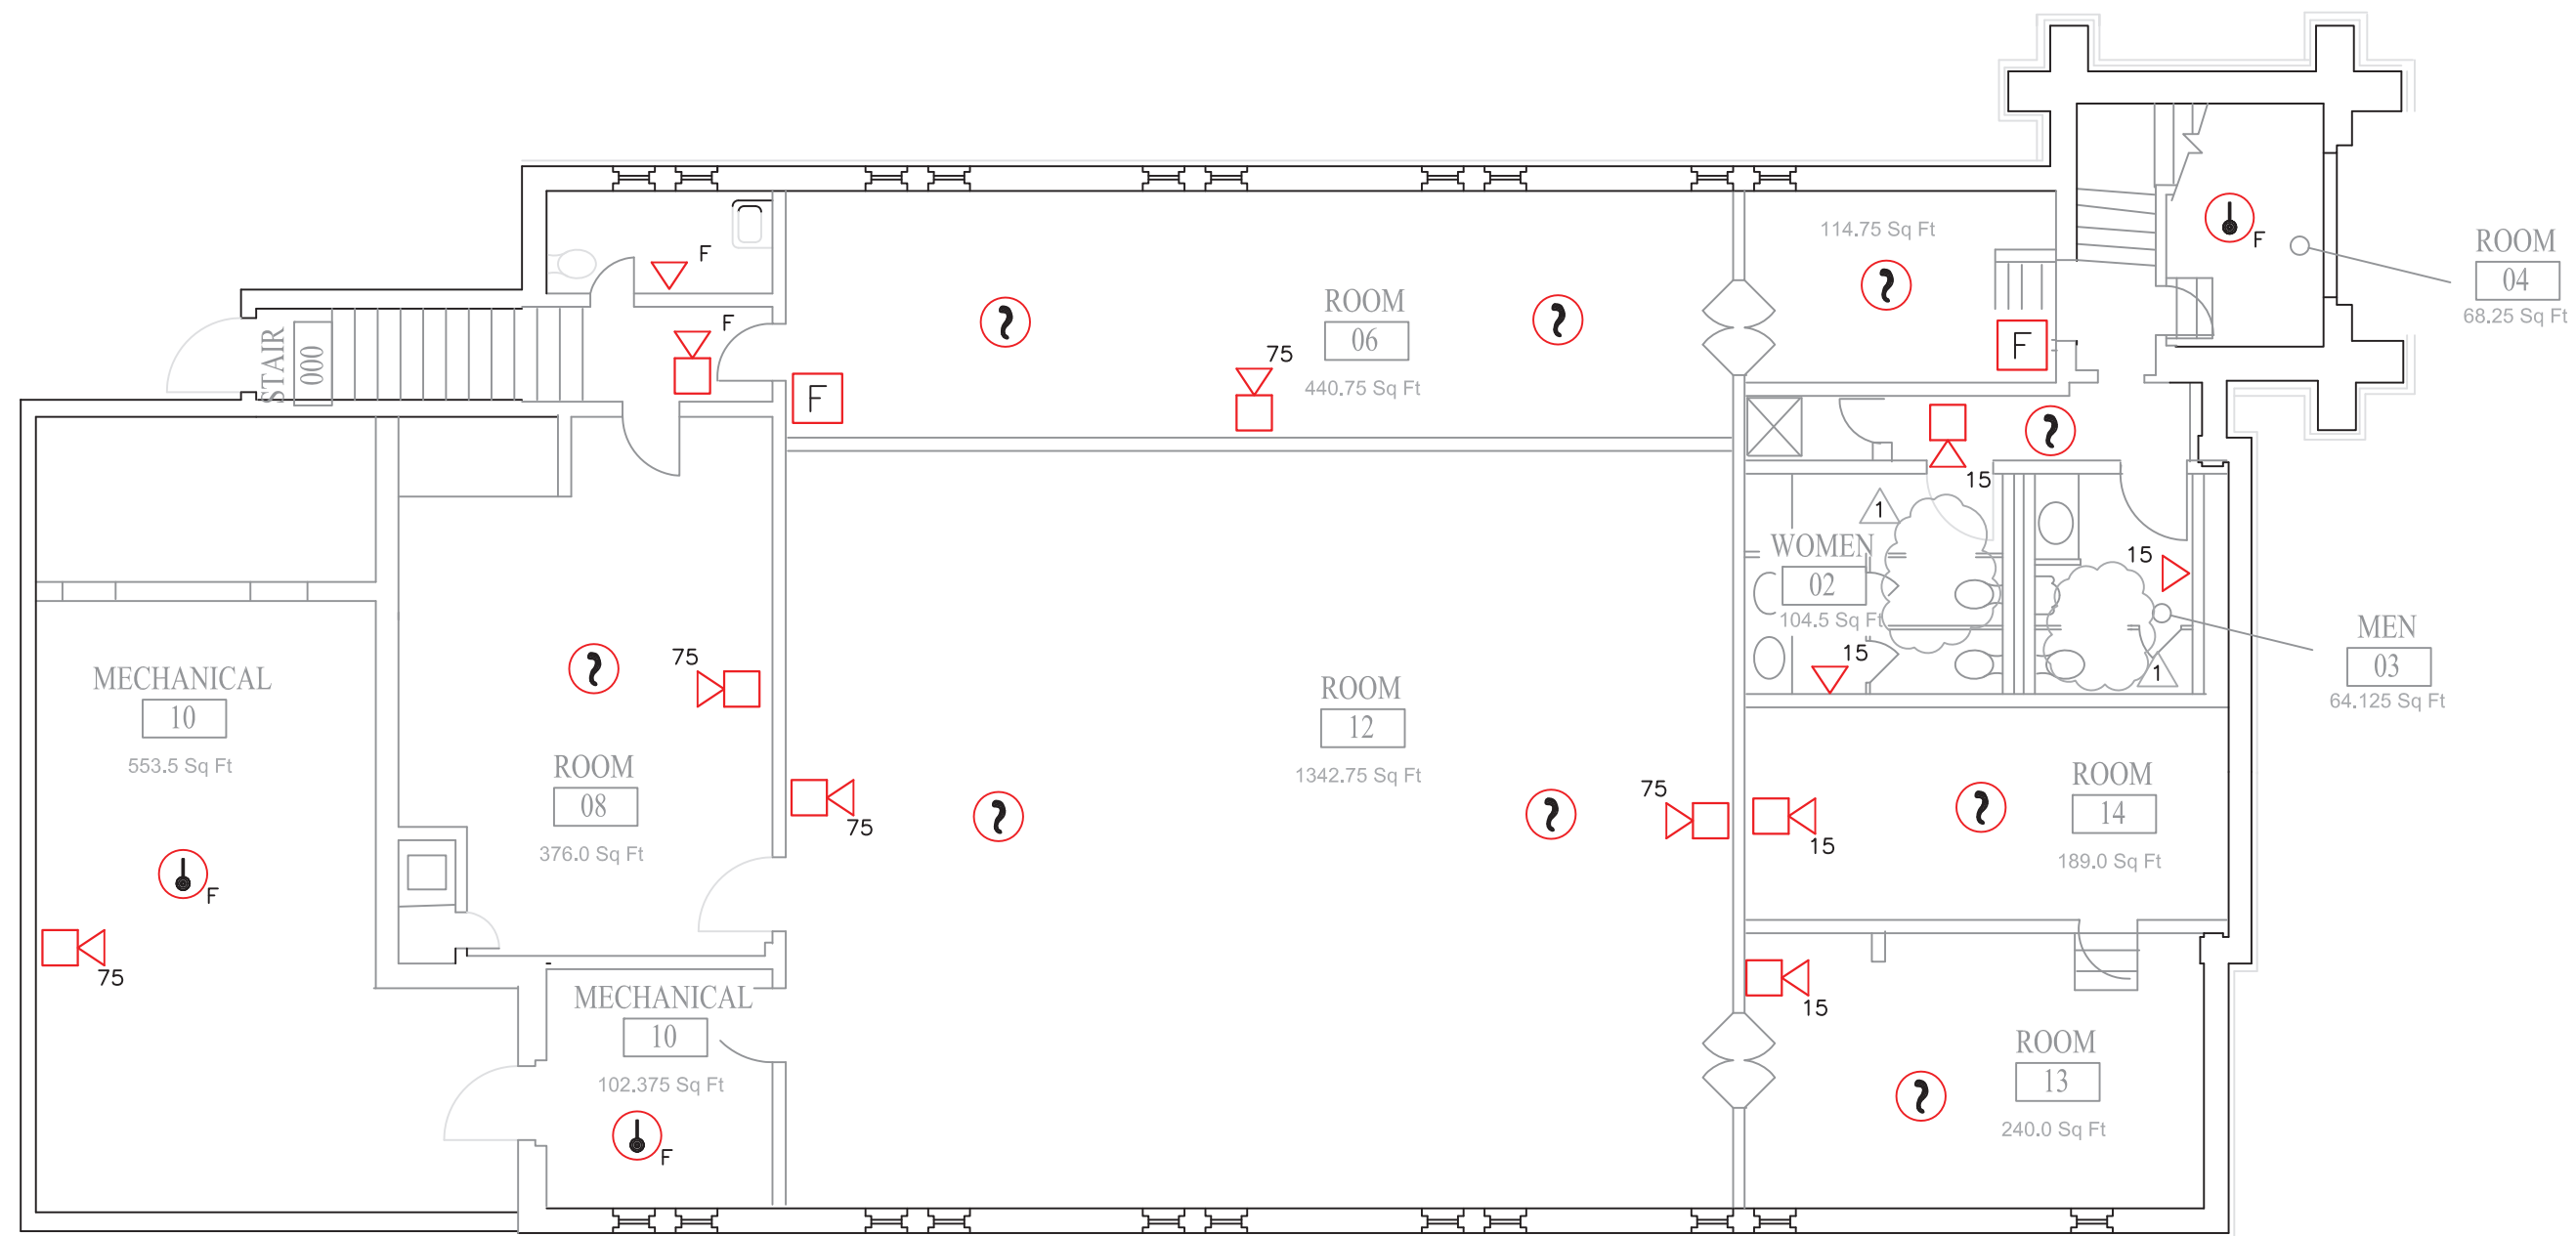 114.75 Sq Ft
F
ROOM
04
68.25 Sq Ft
F
F
ROOM
06
440.75 Sq Ft
75
F
F
STAIR
000
15
1
WOMEN
02
104.5 Sq Ft
15
15
1
MEN
03
64.125 Sq Ft
MECHANICAL
10
553.5 Sq Ft
F
75
75
ROOM
08
376.0 Sq Ft
75
ROOM
12
1342.75 Sq Ft
75
15
ROOM
14
189.0 Sq Ft
15
MECHANICAL
10
102.375 Sq Ft
F
ROOM
13
240.0 Sq Ft